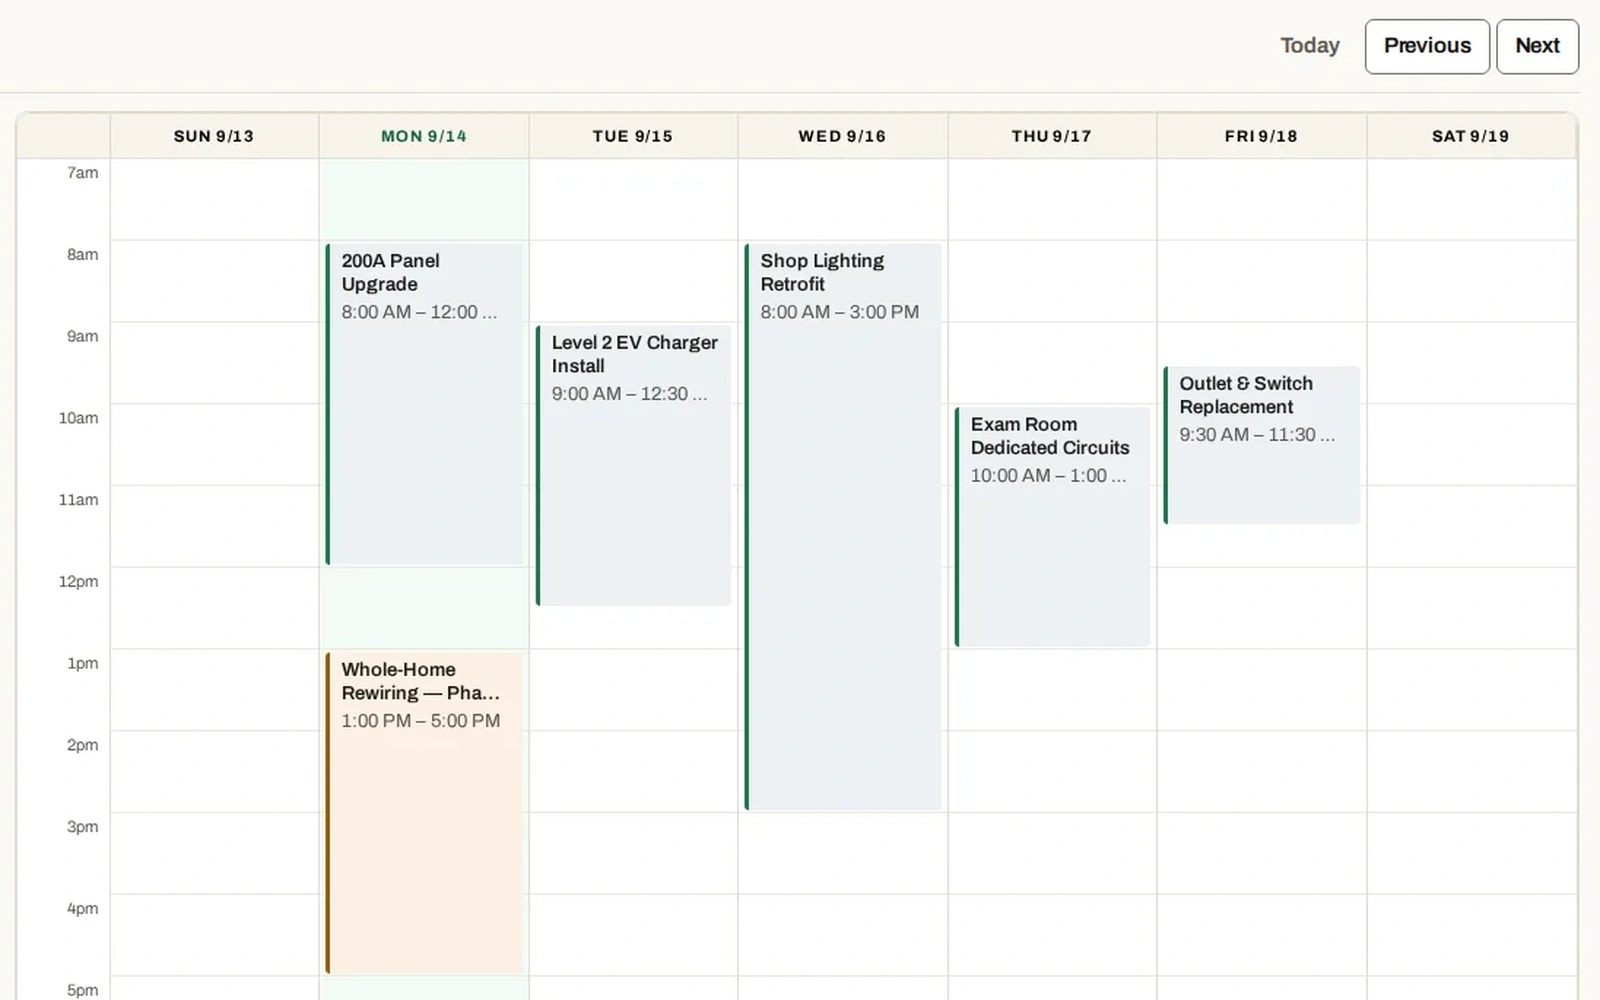 Today
Previous
Next
SUN 9/13
MON 9/14
TUE 9/15
WED 9/16
THU 9/17
FRI 9/18
SAT 9/19
7am
8am
9am
10am
11am
12pm
1pm
2pm
3pm
4pm
5pm
200A Panel
Upgrade
8:00 AM – 12:00 ...
Whole-Home
Rewiring — Pha...
1:00 PM – 5:00 PM
Level 2 EV Charger
Install
9:00 AM – 12:30 ...
Shop Lighting
Retrofit
8:00 AM – 3:00 PM
Exam Room
Dedicated Circuits
10:00 AM – 1:00 ...
Outlet & Switch
Replacement
9:30 AM – 11:30 ...